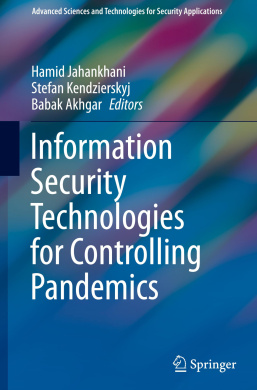 Advanced Sciences and Technologies for Security Applications
Hamid Jahankhani
Stefan Kendzierskyj
Babak Akhgar Editors
Information
Security
Technologies
for Controlling
Pandemics
Springer